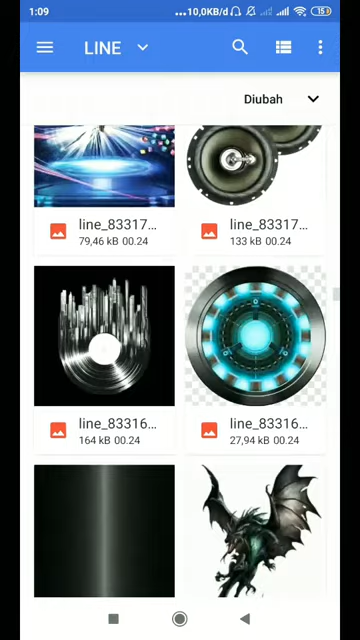 1:09
...10,0KB/d
15
LINE
Diubah
line_83317...
79,46 kB 00.24
line_83317...
133 kB 00.24
line_83316...
164 kB 00.24
line_83316...
27,94 kB 00.24